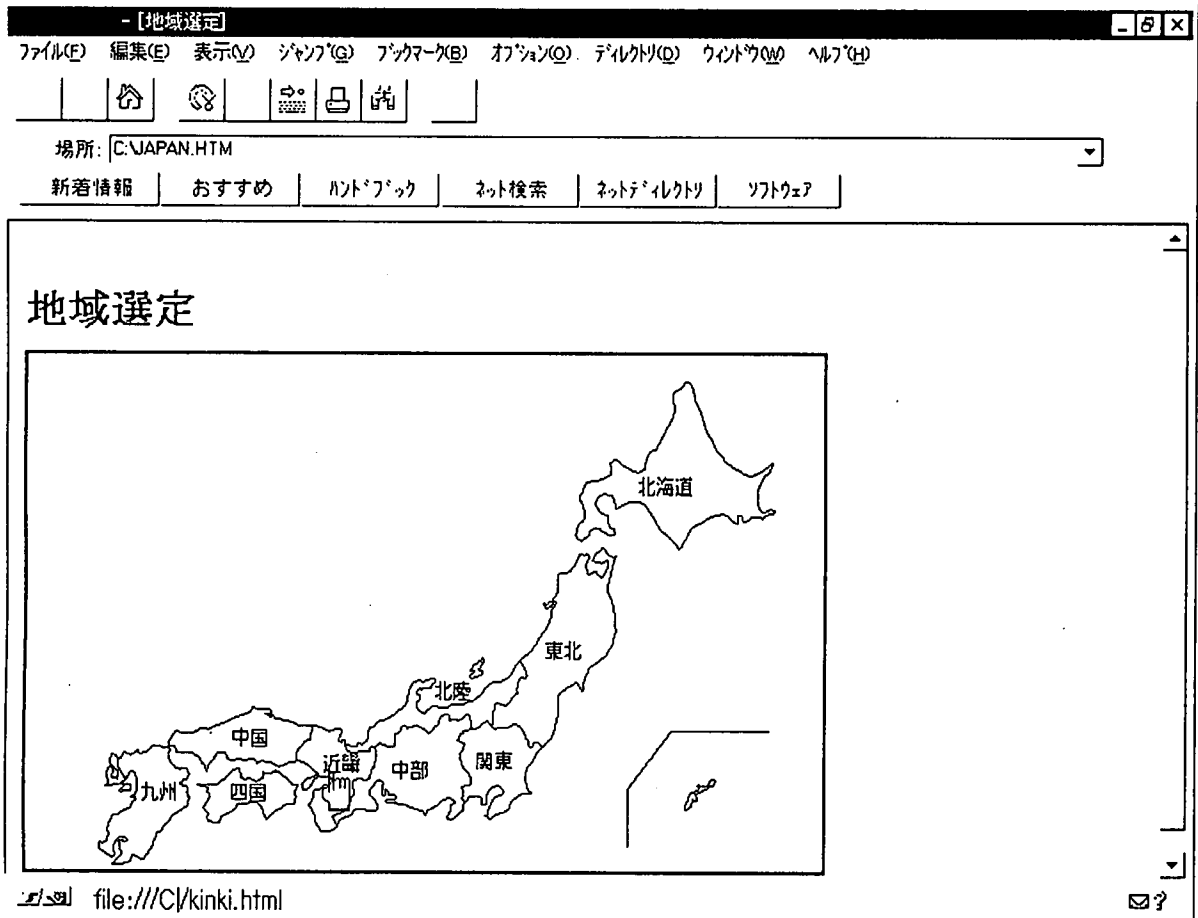 - [地域選定]
ファイル(F) 編集(E) 表示(V) ジャンプ(G) ブックマーク(B) オプション(O) ディレクトリ(D) ウィンドウ(W) ヘルプ(H)
場所: C:\JAPAN.HTM
新着情報 おすすめ ハンドブック ネット検索 ネットディレクトリ ソフトウェア
地域選定
北海道
東北
北陸
中国
近畿
中部
関東
九州
四国
file:///C|/kinki.html